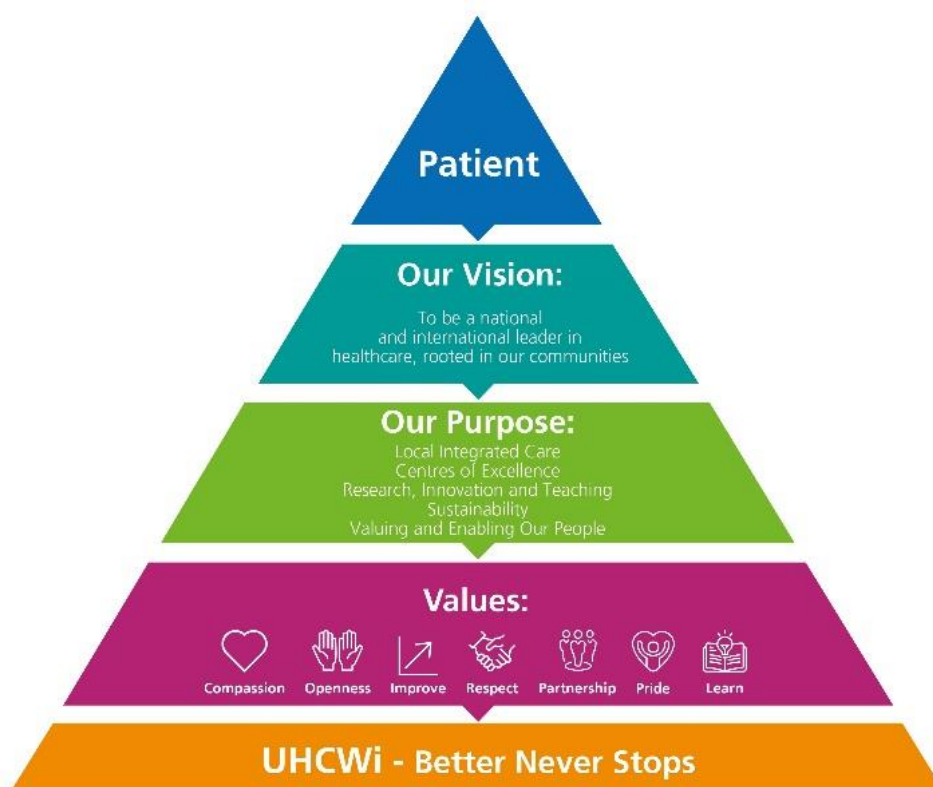 Patient
Our Vision:
To be a national
and international leader in
healthcare, rooted in our communities
Our Purpose:
Local Integrated Care
Centres of Excellence
Research, Innovation and Teaching
Sustainability
Valuing and Enabling Our People
Values:
Compassion Openness Improve Respect Partnership Pride Learn
UHCWi - Better Never Stops